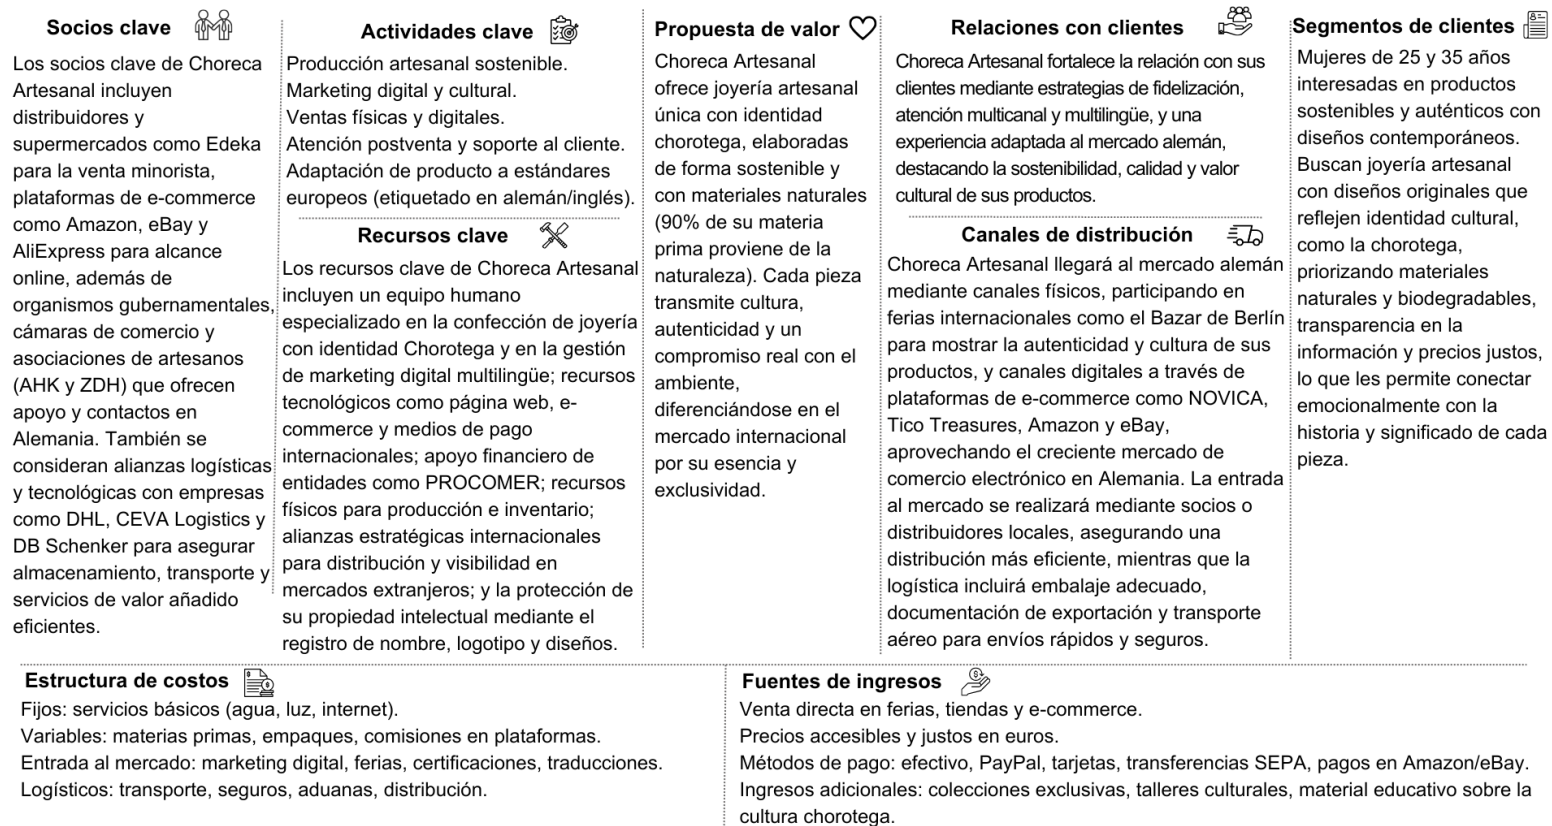 Socios clave
Los socios clave de Choreca
Artesanal incluyen
distribuidores y
supermercados como Edeka
para la venta minorista,
plataformas de e-commerce
como Amazon, eBay y
AliExpress para alcance
online, además de
organismos gubernamentales,
cámaras de comercio y
asociaciones de artesanos
(AHK y ZDH) que ofrecen
apoyo y contactos en
Alemania. También se
consideran alianzas logísticas
y tecnológicas con empresas
como DHL, CEVA Logistics y
DB Schenker para asegurar
almacenamiento, transporte y
servicios de valor añadido
eficientes.
Actividades clave
Producción artesanal sostenible.
Marketing digital y cultural.
Ventas físicas y digitales.
Atención postventa y soporte al cliente.
Adaptación de producto a estándares
europeos (etiquetado en alemán/inglés).
Recursos clave
Los recursos clave de Choreca Artesanal
incluyen un equipo humano
especializado en la confección de joyería
con identidad Chorotega y en la gestión
de marketing digital multilingüe; recursos
tecnológicos como página web, e-
commerce y medios de pago
internacionales; apoyo financiero de
entidades como PROCOMER; recursos
físicos para producción e inventario;
alianzas estratégicas internacionales
para distribución y visibilidad en
mercados extranjeros; y la protección de
su propiedad intelectual mediante el
registro de nombre, logotipo y diseños.
Propuesta de valor
Choreca Artesanal
ofrece joyería artesanal
única con identidad
chorotega, elaboradas
de forma sostenible y
con materiales naturales
(90% de su materia
prima proviene de la
naturaleza). Cada pieza
transmite cultura,
autenticidad y un
compromiso real con el
ambiente,
diferenciándose en el
mercado internacional
por su esencia y
exclusividad.
Relaciones con clientes
Choreca Artesanal fortalece la relación con sus
clientes mediante estrategias de fidelización,
atención multicanal y multilingüe, y una
experiencia adaptada al mercado alemán,
destacando la sostenibilidad, calidad y valor
cultural de sus productos.
Canales de distribución
Choreca Artesanal llegará al mercado alemán
mediante canales físicos, participando en
ferias internacionales como el Bazar de Berlín
para mostrar la autenticidad y cultura de sus
productos, y canales digitales a través de
plataformas de e-commerce como NOVICA,
Tico Treasures, Amazon y eBay,
aprovechando el creciente mercado de
comercio electrónico en Alemania. La entrada
al mercado se realizará mediante socios o
distribuidores locales, asegurando una
distribución más eficiente, mientras que la
logística incluirá embalaje adecuado,
documentación de exportación y transporte
aéreo para envíos rápidos y seguros.
Segmentos de clientes
Mujeres de 25 y 35 años
interesadas en productos
sostenibles y auténticos con
diseños contemporáneos.
Buscan joyería artesanal
con diseños originales que
reflejen identidad cultural,
como la chorotega,
priorizando materiales
naturales y biodegradables,
transparencia en la
información y precios justos,
lo que les permite conectar
emocionalmente con la
historia y significado de cada
pieza.
Estructura de costos
Fijos: servicios básicos (agua, luz, internet).
Variables: materias primas, empaques, comisiones en plataformas.
Entrada al mercado: marketing digital, ferias, certificaciones, traducciones.
Logísticos: transporte, seguros, aduanas, distribución.
Fuentes de ingresos
Venta directa en ferias, tiendas y e-commerce.
Precios accesibles y justos en euros.
Métodos de pago: efectivo, PayPal, tarjetas, transferencias SEPA, pagos en Amazon/eBay.
Ingresos adicionales: colecciones exclusivas, talleres culturales, material educativo sobre la
cultura chorotega.